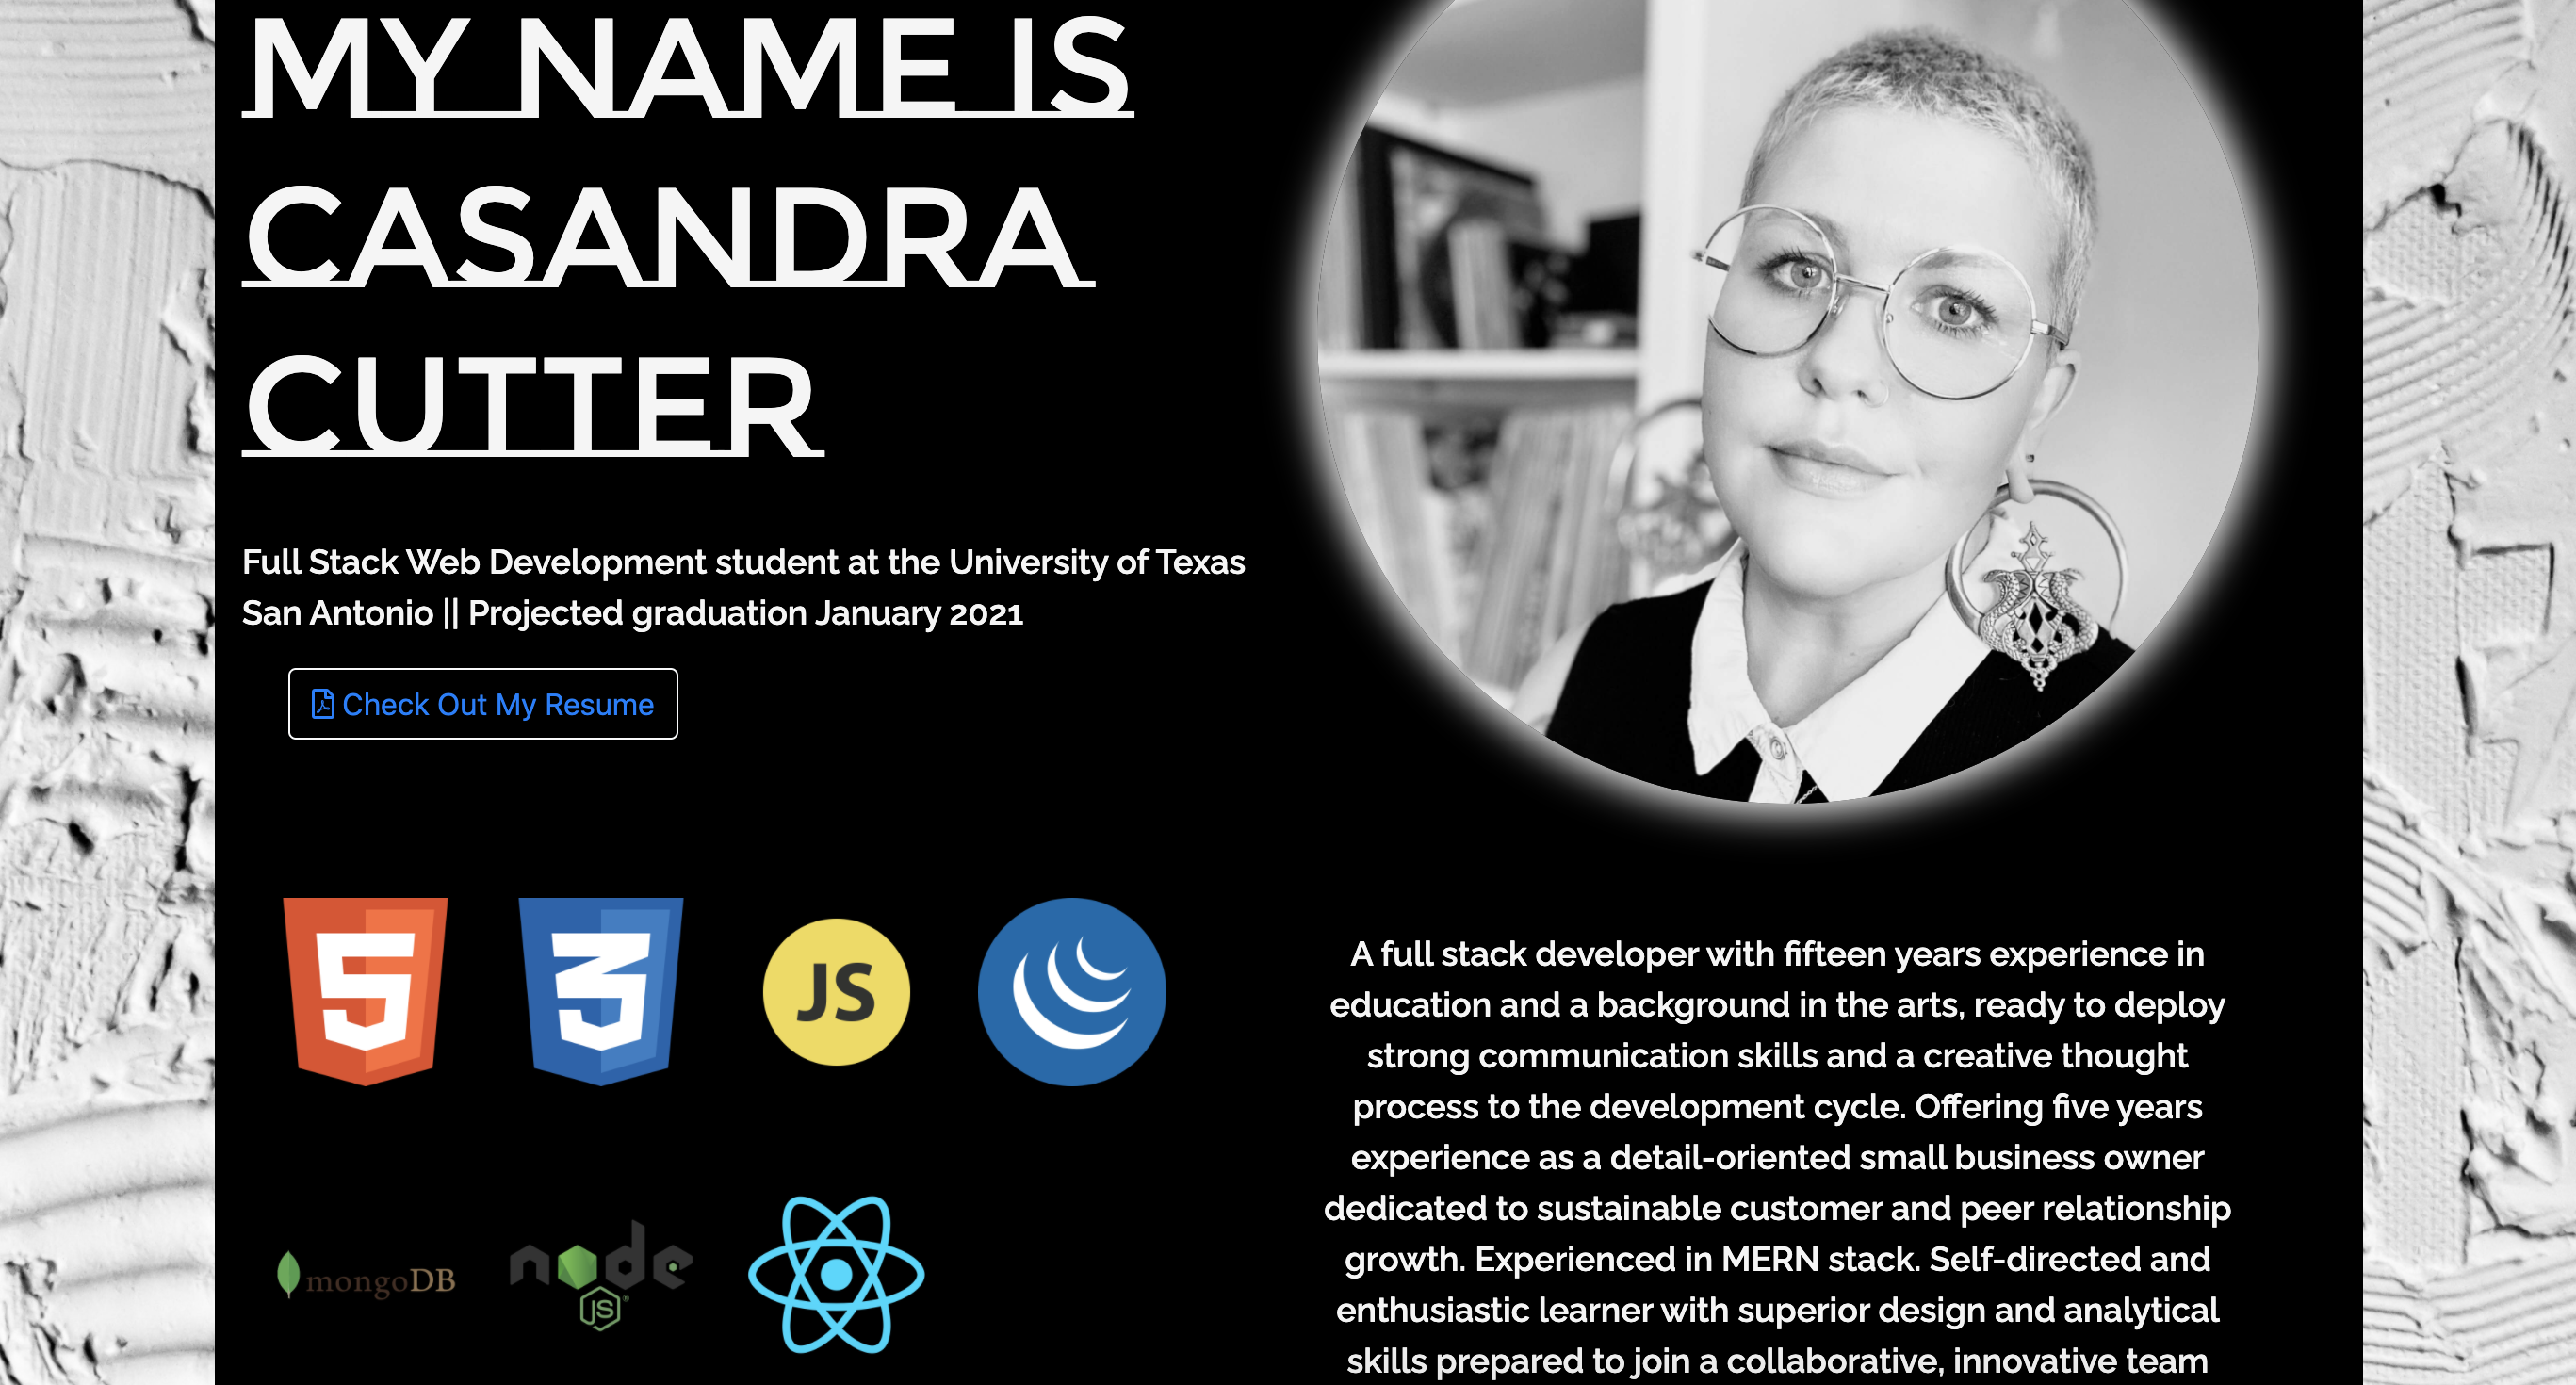 MY NAME IS
CASANDRA
CUTTER
Full Stack Web Development student at the University of Texas
San Antonio || Projected graduation January 2021
Check Out My Resume
5
3
JS
mongoDB
node
JS
A full stack developer with fifteen years experience in
education and a background in the arts, ready to deploy
strong communication skills and a creative thought
process to the development cycle. Offering five years
experience as a detail-oriented small business owner
dedicated to sustainable customer and peer relationship
growth. Experienced in MERN stack. Self-directed and
enthusiastic learner with superior design and analytical
skills prepared to join a collaborative, innovative team